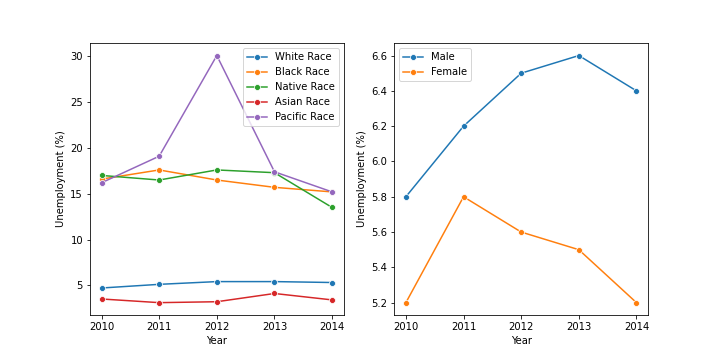 30
25
20
15
10
5
Unemployment (%)
2010 2011 2012 2013 2014
Year
White Race
Black Race
Native Race
Asian Race
Pacific Race
6.6
6.4
6.2
6.0
5.8
5.6
5.4
5.2
Unemployment (%)
2010 2011 2012 2013 2014
Year
Male
Female